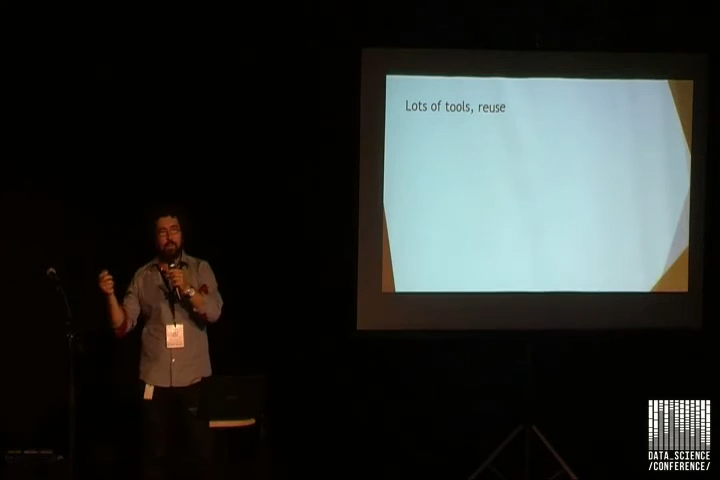 Lots of tools, reuse
DATA_SCIENCE
/CONFERENCE/